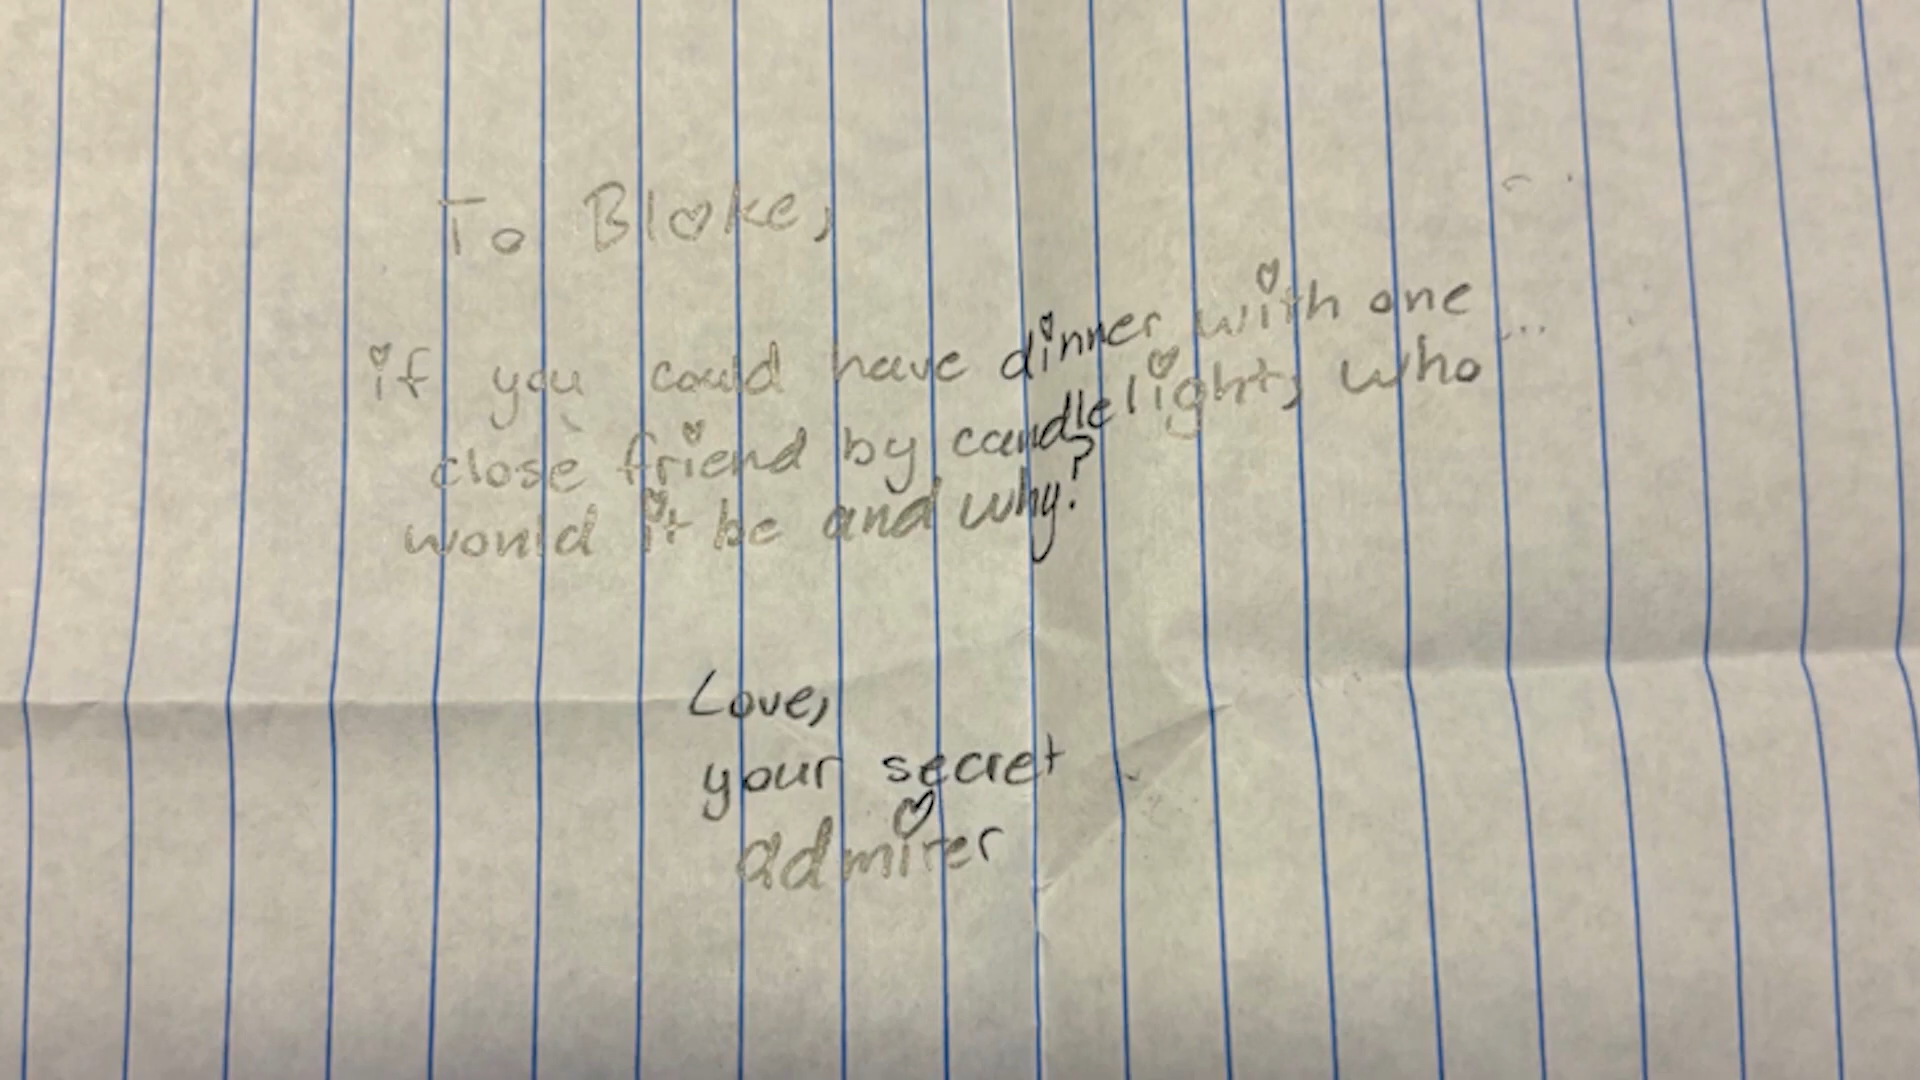 To Blake,
if you could have dinner with one
close friend by candlelight, who
would it be and why?
Love,
your secret
admirer